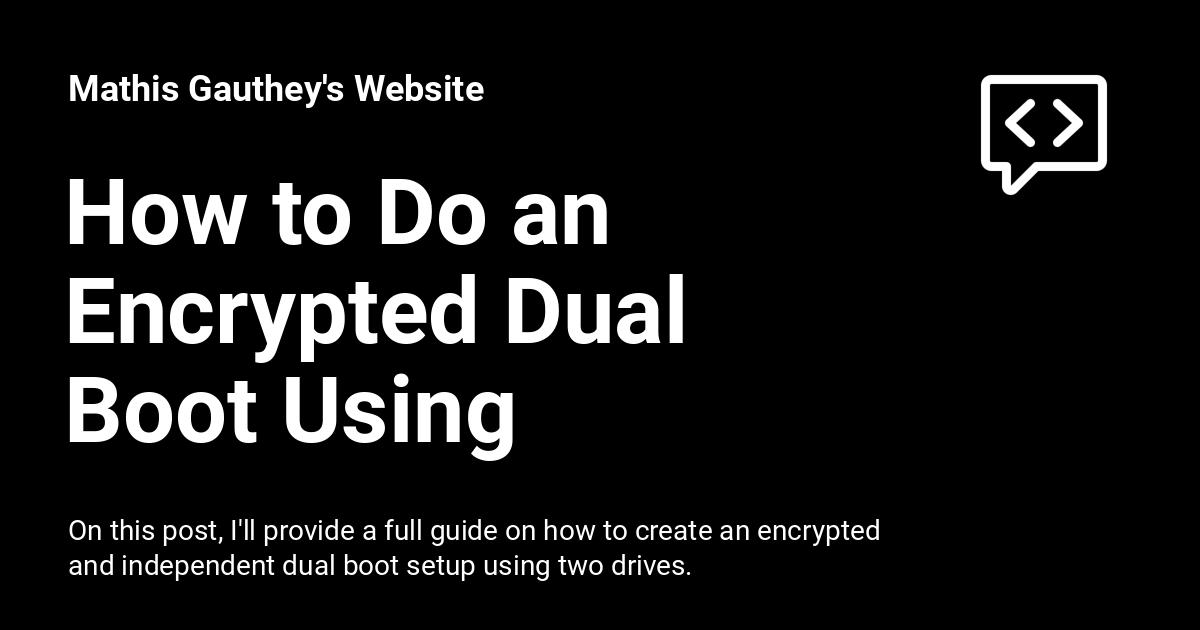 Mathis Gauthey's Website
How to Do an
Encrypted Dual
Boot Using
On this post, I'll provide a full guide on how to create an encrypted
and independent dual boot setup using two drives.